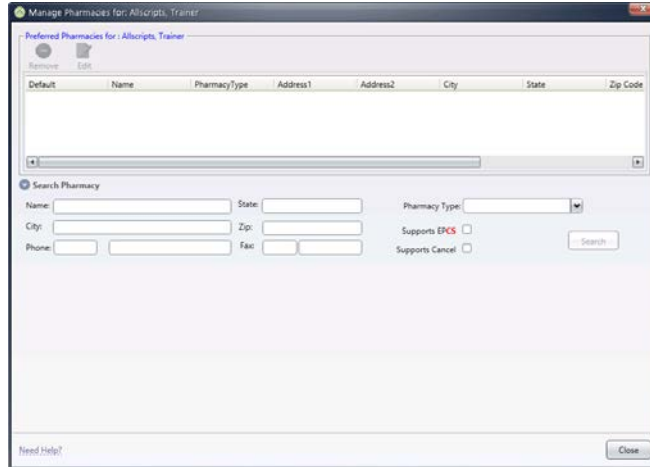 Manage Pharmacies for: Allscripts, Trainer
Preferred Pharmacies for : Allscripts, Trainer
Remove Edit
Default Name PharmacyType Address1 Address2 City State Zip Code
Search Pharmacy
Name: State: Pharmacy Type:
City: Zip: Supports EPCS
Phone: Fax: Supports Cancel Search
Need Help? Close